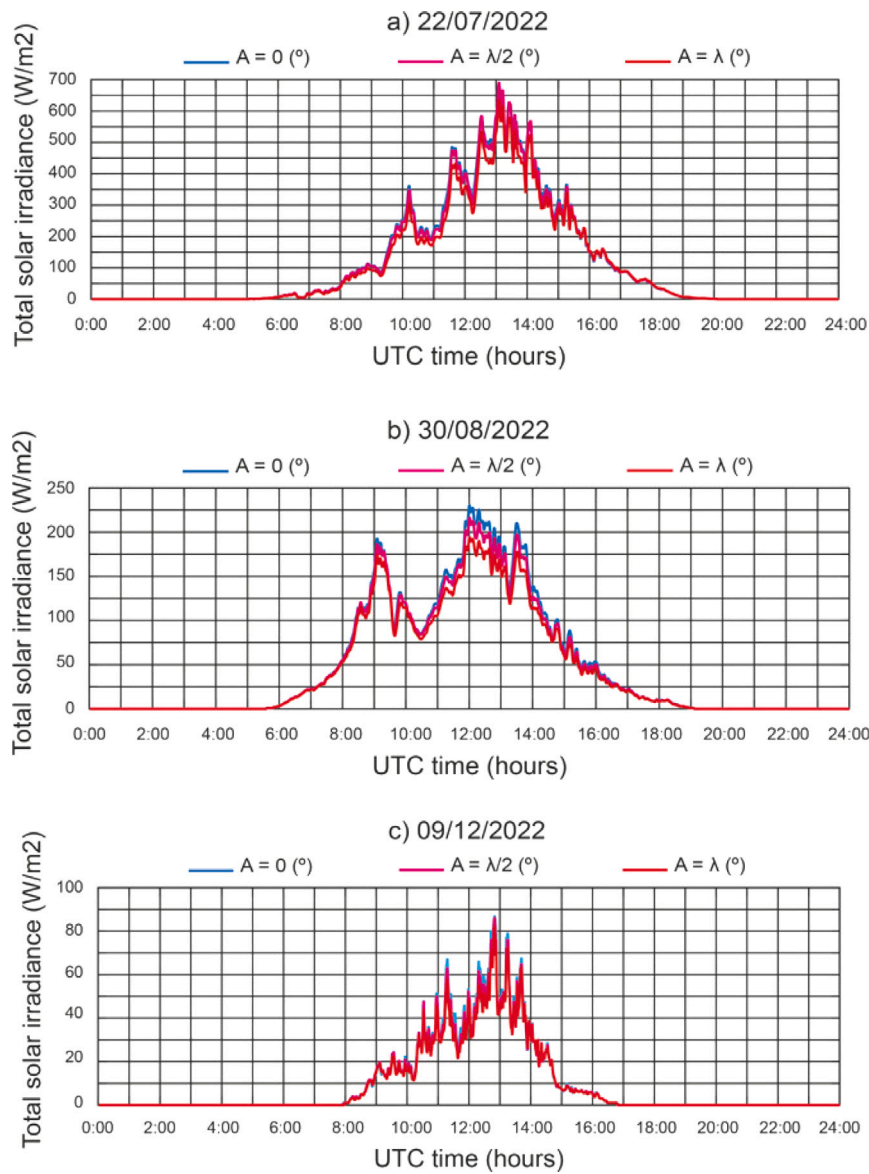 a) 22/07/2022
A = 0 (º) A = λ/2 (º) A = λ (º)
Total solar irradiance (W/m2)
700
600
500
400
300
200
100
0
0:00 2:00 4:00 6:00 8:00 10:00 12:00 14:00 16:00 18:00 20:00 22:00 24:00
UTC time (hours)
b) 30/08/2022
A = 0 (º) A = λ/2 (º) A = λ (º)
Total solar irradiance (W/m2)
250
200
150
100
50
0
0:00 2:00 4:00 6:00 8:00 10:00 12:00 14:00 16:00 18:00 20:00 22:00 24:00
UTC time (hours)
c) 09/12/2022
A = 0 (º) A = λ/2 (º) A = λ (º)
Total solar irradiance (W/m2)
100
80
60
40
20
0
0:00 2:00 4:00 6:00 8:00 10:00 12:00 14:00 16:00 18:00 20:00 22:00 24:00
UTC time (hours)